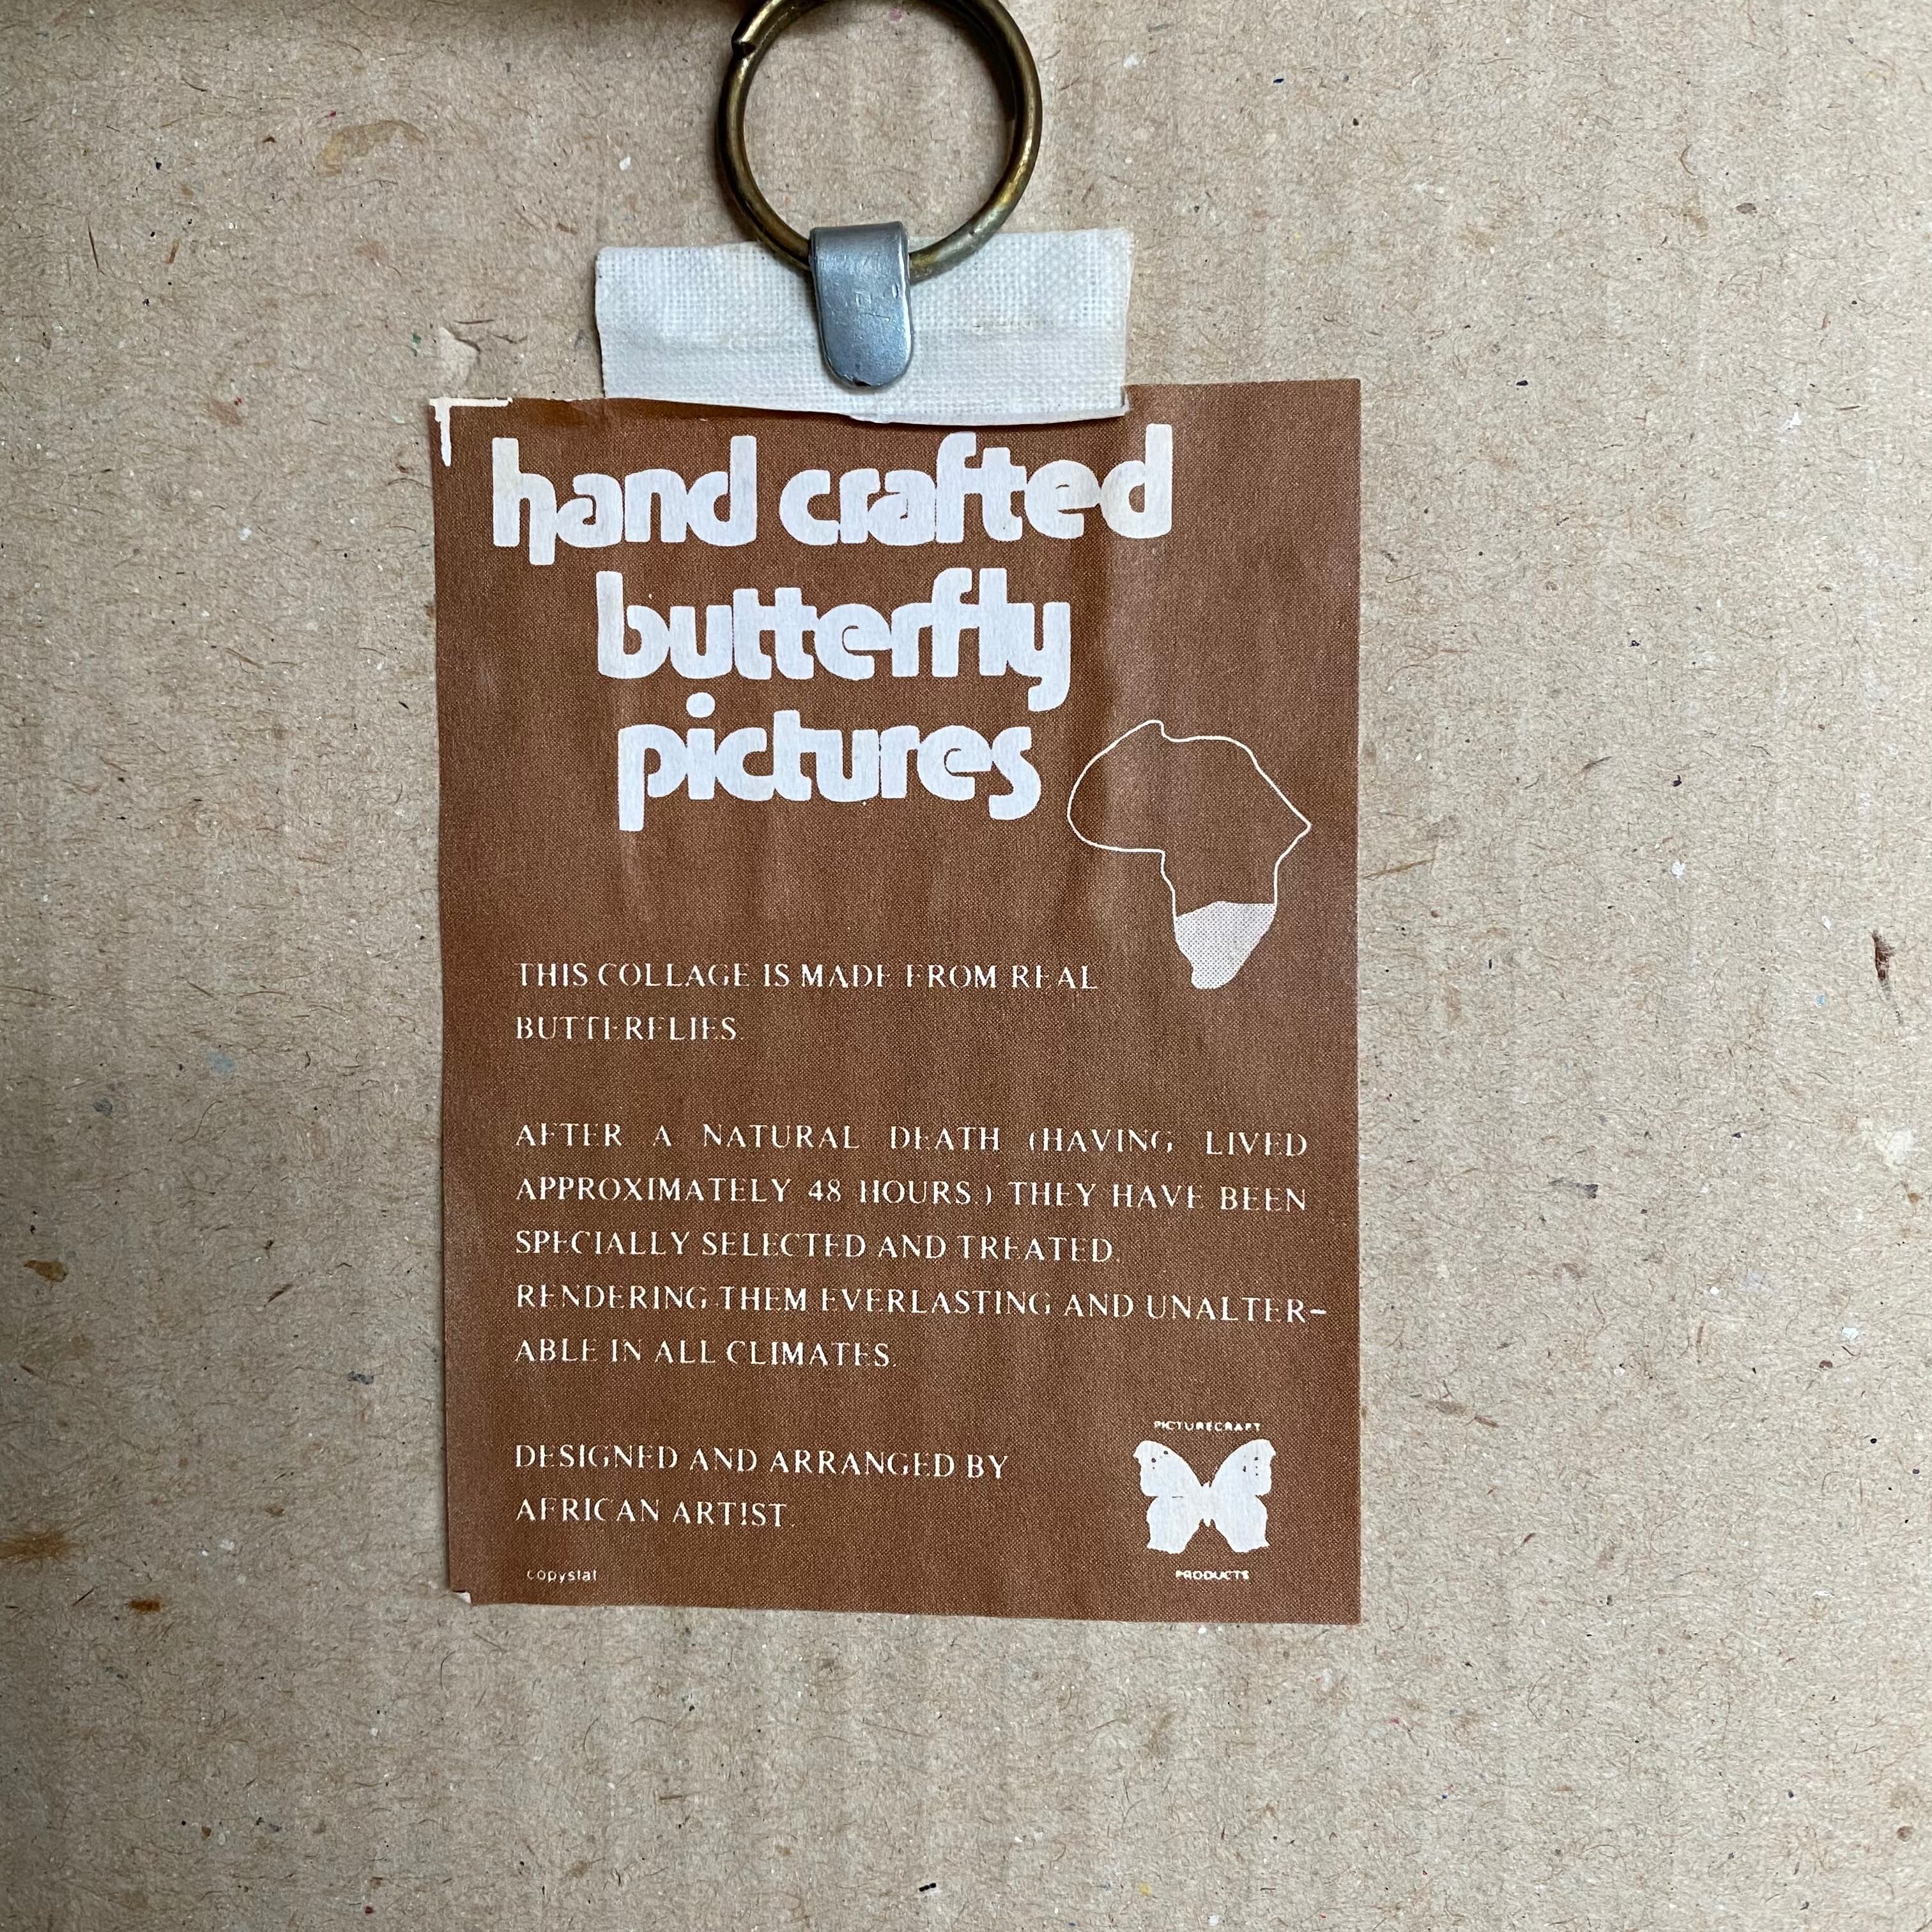 hand crafted
butterfly
pictures
THIS COLLAGE IS MADE FROM REAL
BUTTERFLIES.
AFTER A NATURAL DEATH (HAVING LIVED
APPROXIMATELY 48 HOURS.) THEY HAVE BEEN
SPECIALLY SELECTED AND TREATED.
RENDERING THEM EVERLASTING AND UNALTER-
ABLE IN ALL CLIMATES.
DESIGNED AND ARRANGED BY
AFRICAN ARTIST.
copystat
PICTURECRAFT
PRODUCTS